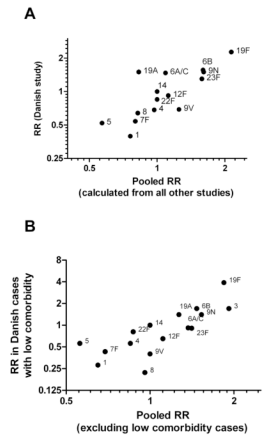 A
RR (Danish study)
2
1
0.5
0.25
19F
6B
19A
6A/C
9N
23F
14
12F
22F
8
4
9V
5
7F
1
0.5
1
2
Pooled RR
(calculated from all other studies)
B
RR in Danish cases
with low comorbidity
8
4
2
1
0.5
0.25
0.125
19F
19A
6B
3
9N
6A/C
14
22F
23F
5
4
12F
7F
9V
1
8
0.5
1
2
Pooled RR
(excluding low comorbidity cases)